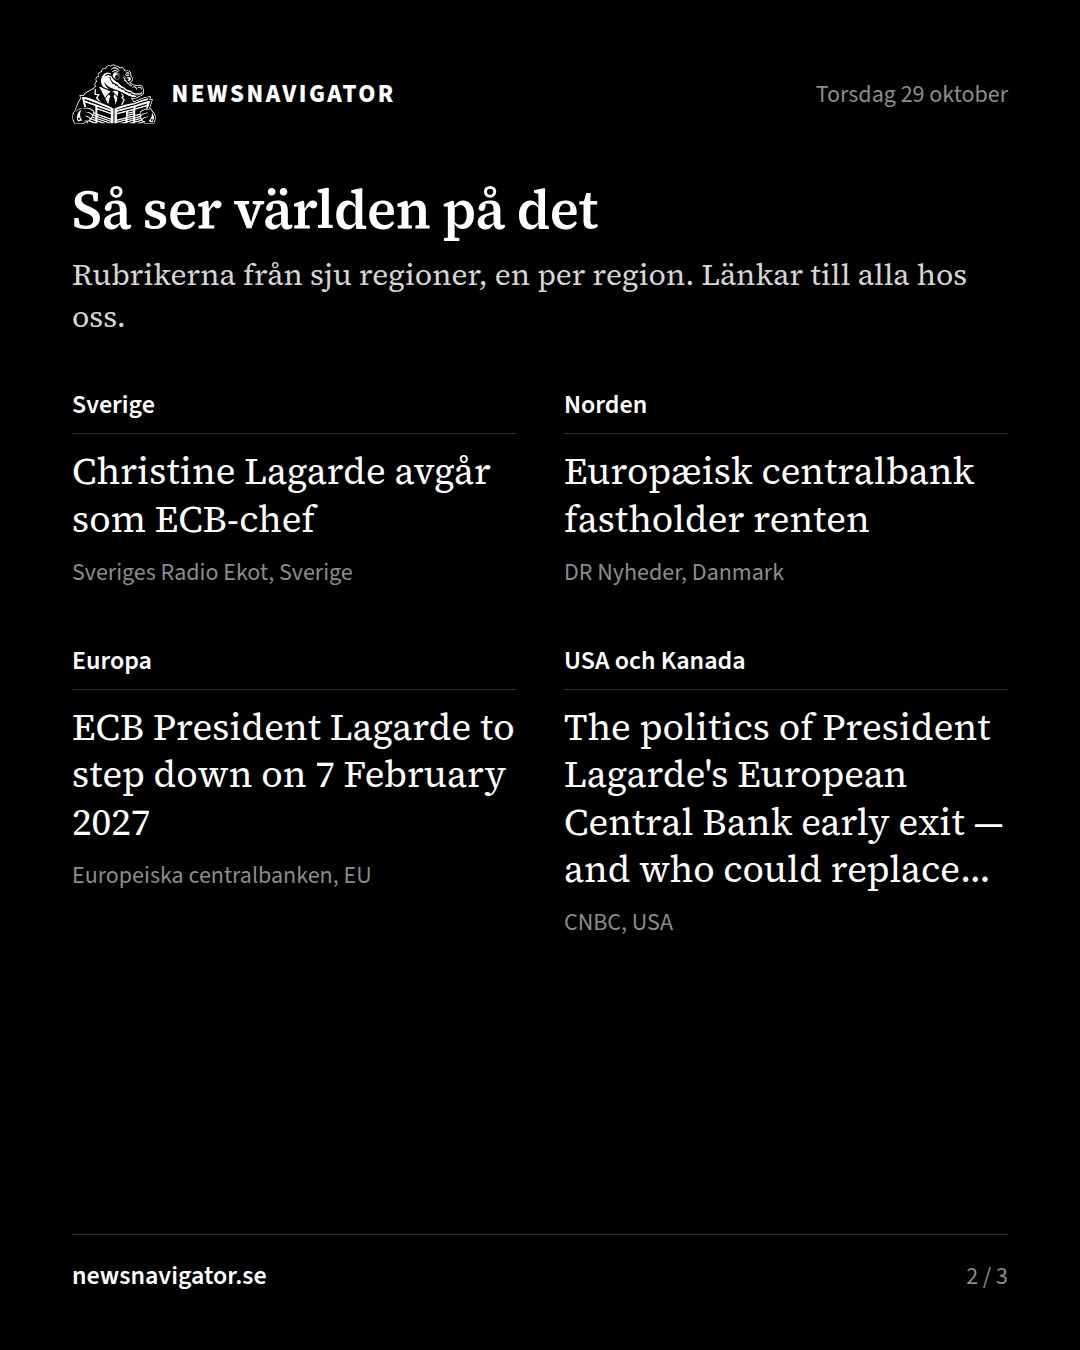 NEWSNAVIGATOR
Torsdag 29 oktober
Så ser världen på det
Rubrikerna från sju regioner, en per region. Länkar till alla hos
oss.
Sverige
Christine Lagarde avgår
som ECB-chef
Sveriges Radio Ekot, Sverige
Norden
Europæisk centralbank
fastholder renten
DR Nyheder, Danmark
Europa
ECB President Lagarde to
step down on 7 February
2027
Europeiska centralbanken, EU
USA och Kanada
The politics of President
Lagarde's European
Central Bank early exit —
and who could replace...
CNBC, USA
newsnavigator.se
2 / 3